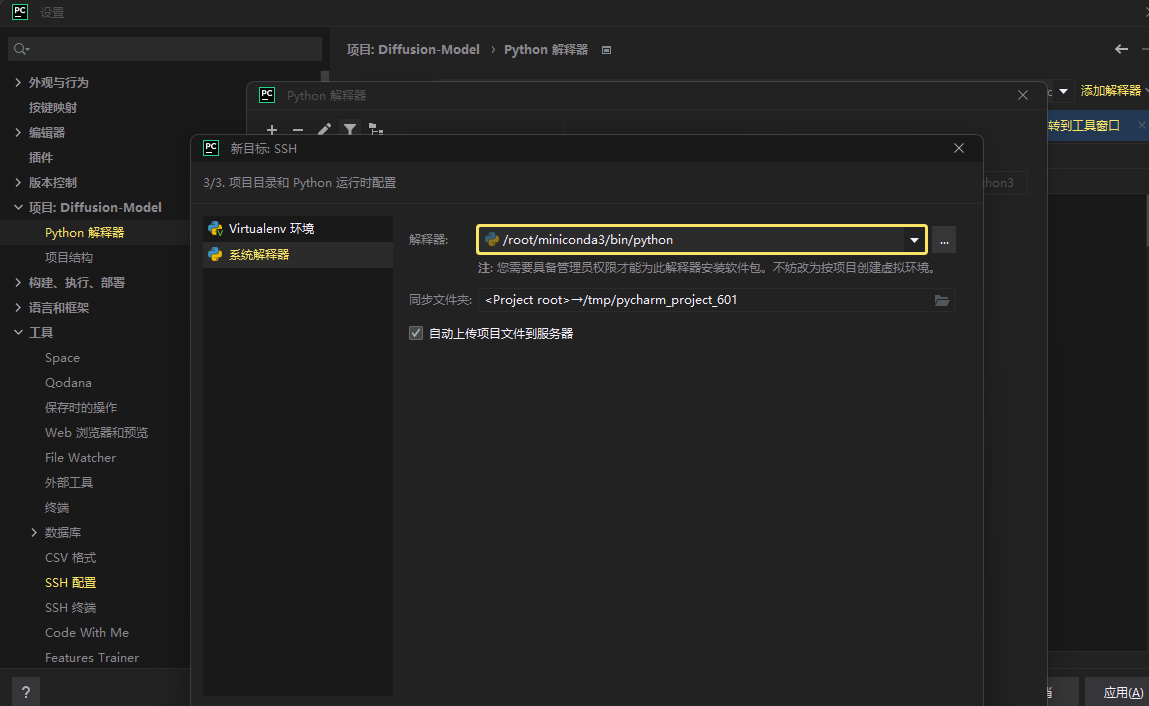 PC 设置
项目: Diffusion-Model › Python 解释器
外观与行为
按键映射
编辑器
插件
版本控制
项目: Diffusion-Model
Python 解释器
项目结构
构建、执行、部署
语言和框架
工具
Space
Qodana
保存时的操作
Web 浏览器和预览
File Watcher
外部工具
终端
数据库
CSV 格式
SSH 配置
SSH 终端
Code With Me
Features Trainer
?
添加解释器
转到工具窗口
hon3
应用(A)
PC Python 解释器
PC 新目标: SSH
3/3. 项目目录和 Python 运行时配置
Virtualenv 环境
系统解释器
解释器: /root/miniconda3/bin/python ...
注: 您需要具备管理员权限才能为此解释器安装软件包。不妨改为按项目创建虚拟环境。
同步文件夹: <Project root>→/tmp/pycharm_project_601
自动上传项目文件到服务器